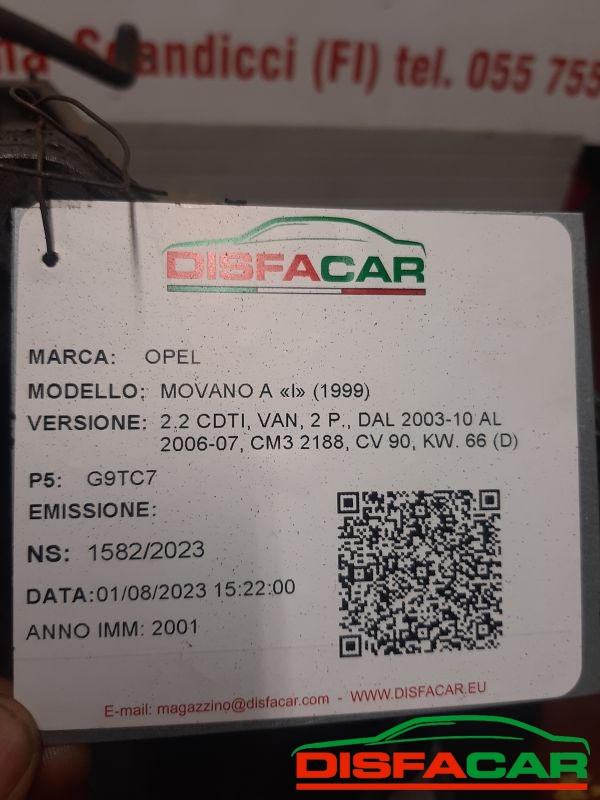 Scandicci (FI) tel. 055 755
DISFACAR
MARCA: OPEL
MODELLO: MOVANO A «I» (1999)
VERSIONE: 2.2 CDTI, VAN, 2 P., DAL 2003-10 AL
2006-07, CM3 2188, CV 90, KW. 66 (D)
P5: G9TC7
EMISSIONE:
NS: 1582/2023
DATA:01/08/2023 15:22:00
ANNO IMM: 2001
E-mail: magazzino@disfacar.com - WWW.DISFACAR.EU
DISFACAR